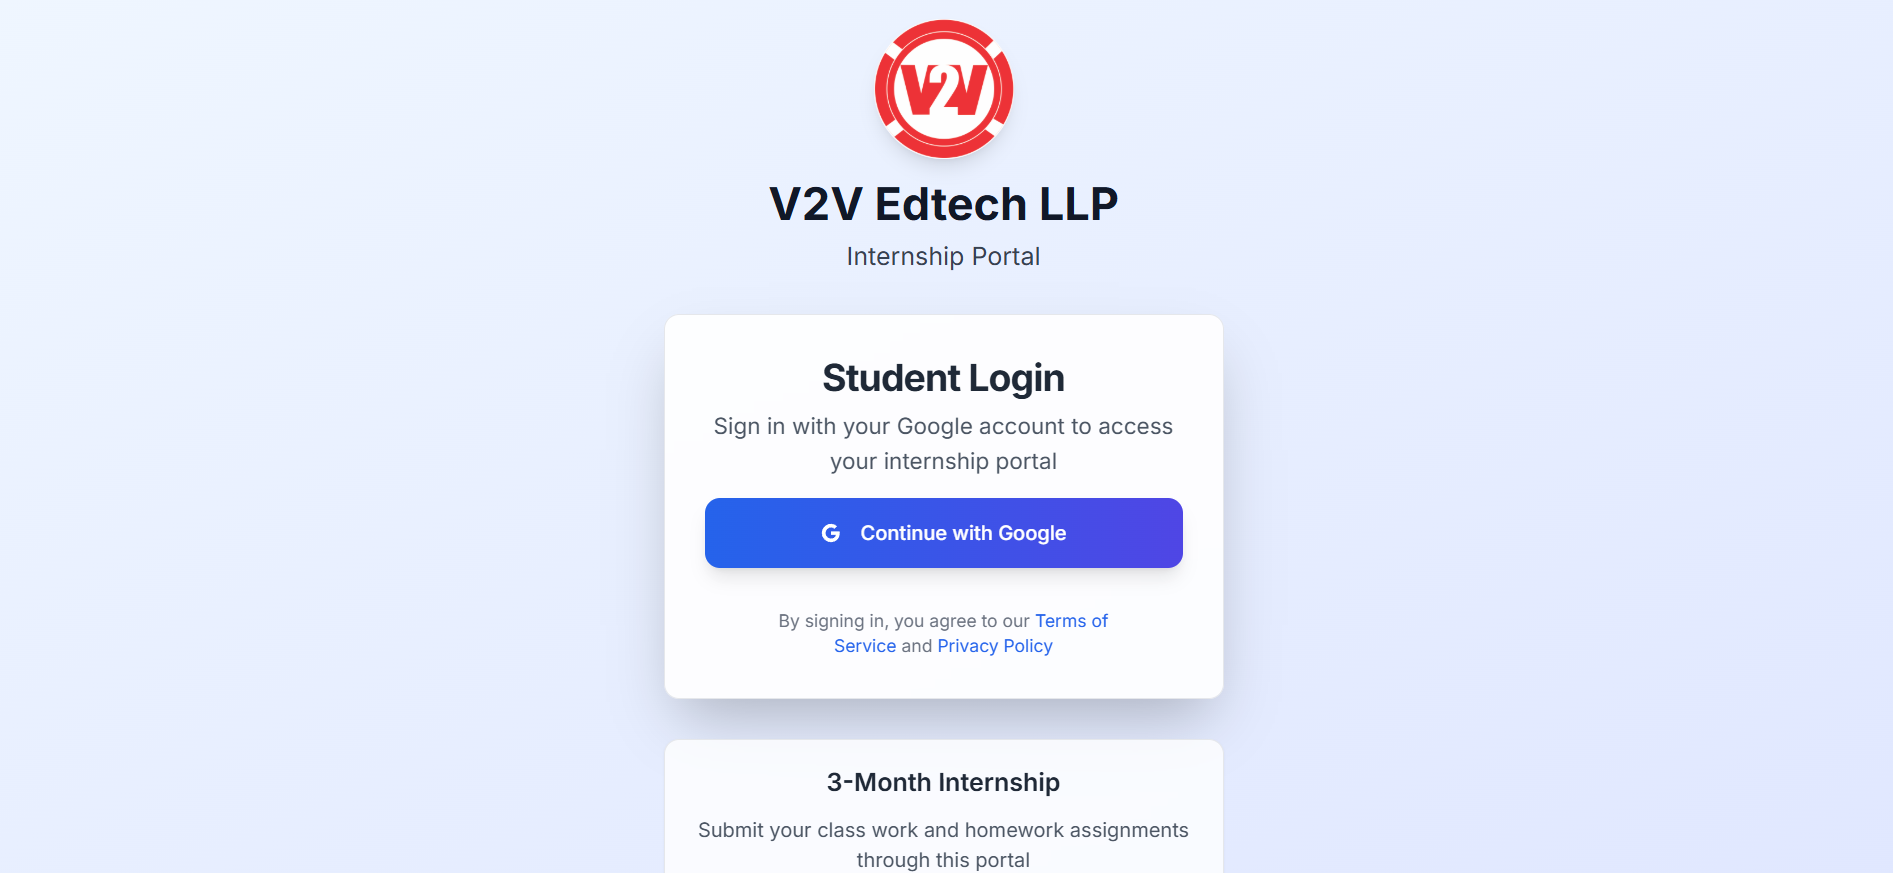 V2V
V2V Edtech LLP
Internship Portal
Student Login
Sign in with your Google account to access
your internship portal
G Continue with Google
By signing in, you agree to our Terms of
Service and Privacy Policy
3-Month Internship
Submit your class work and homework assignments
through this portal